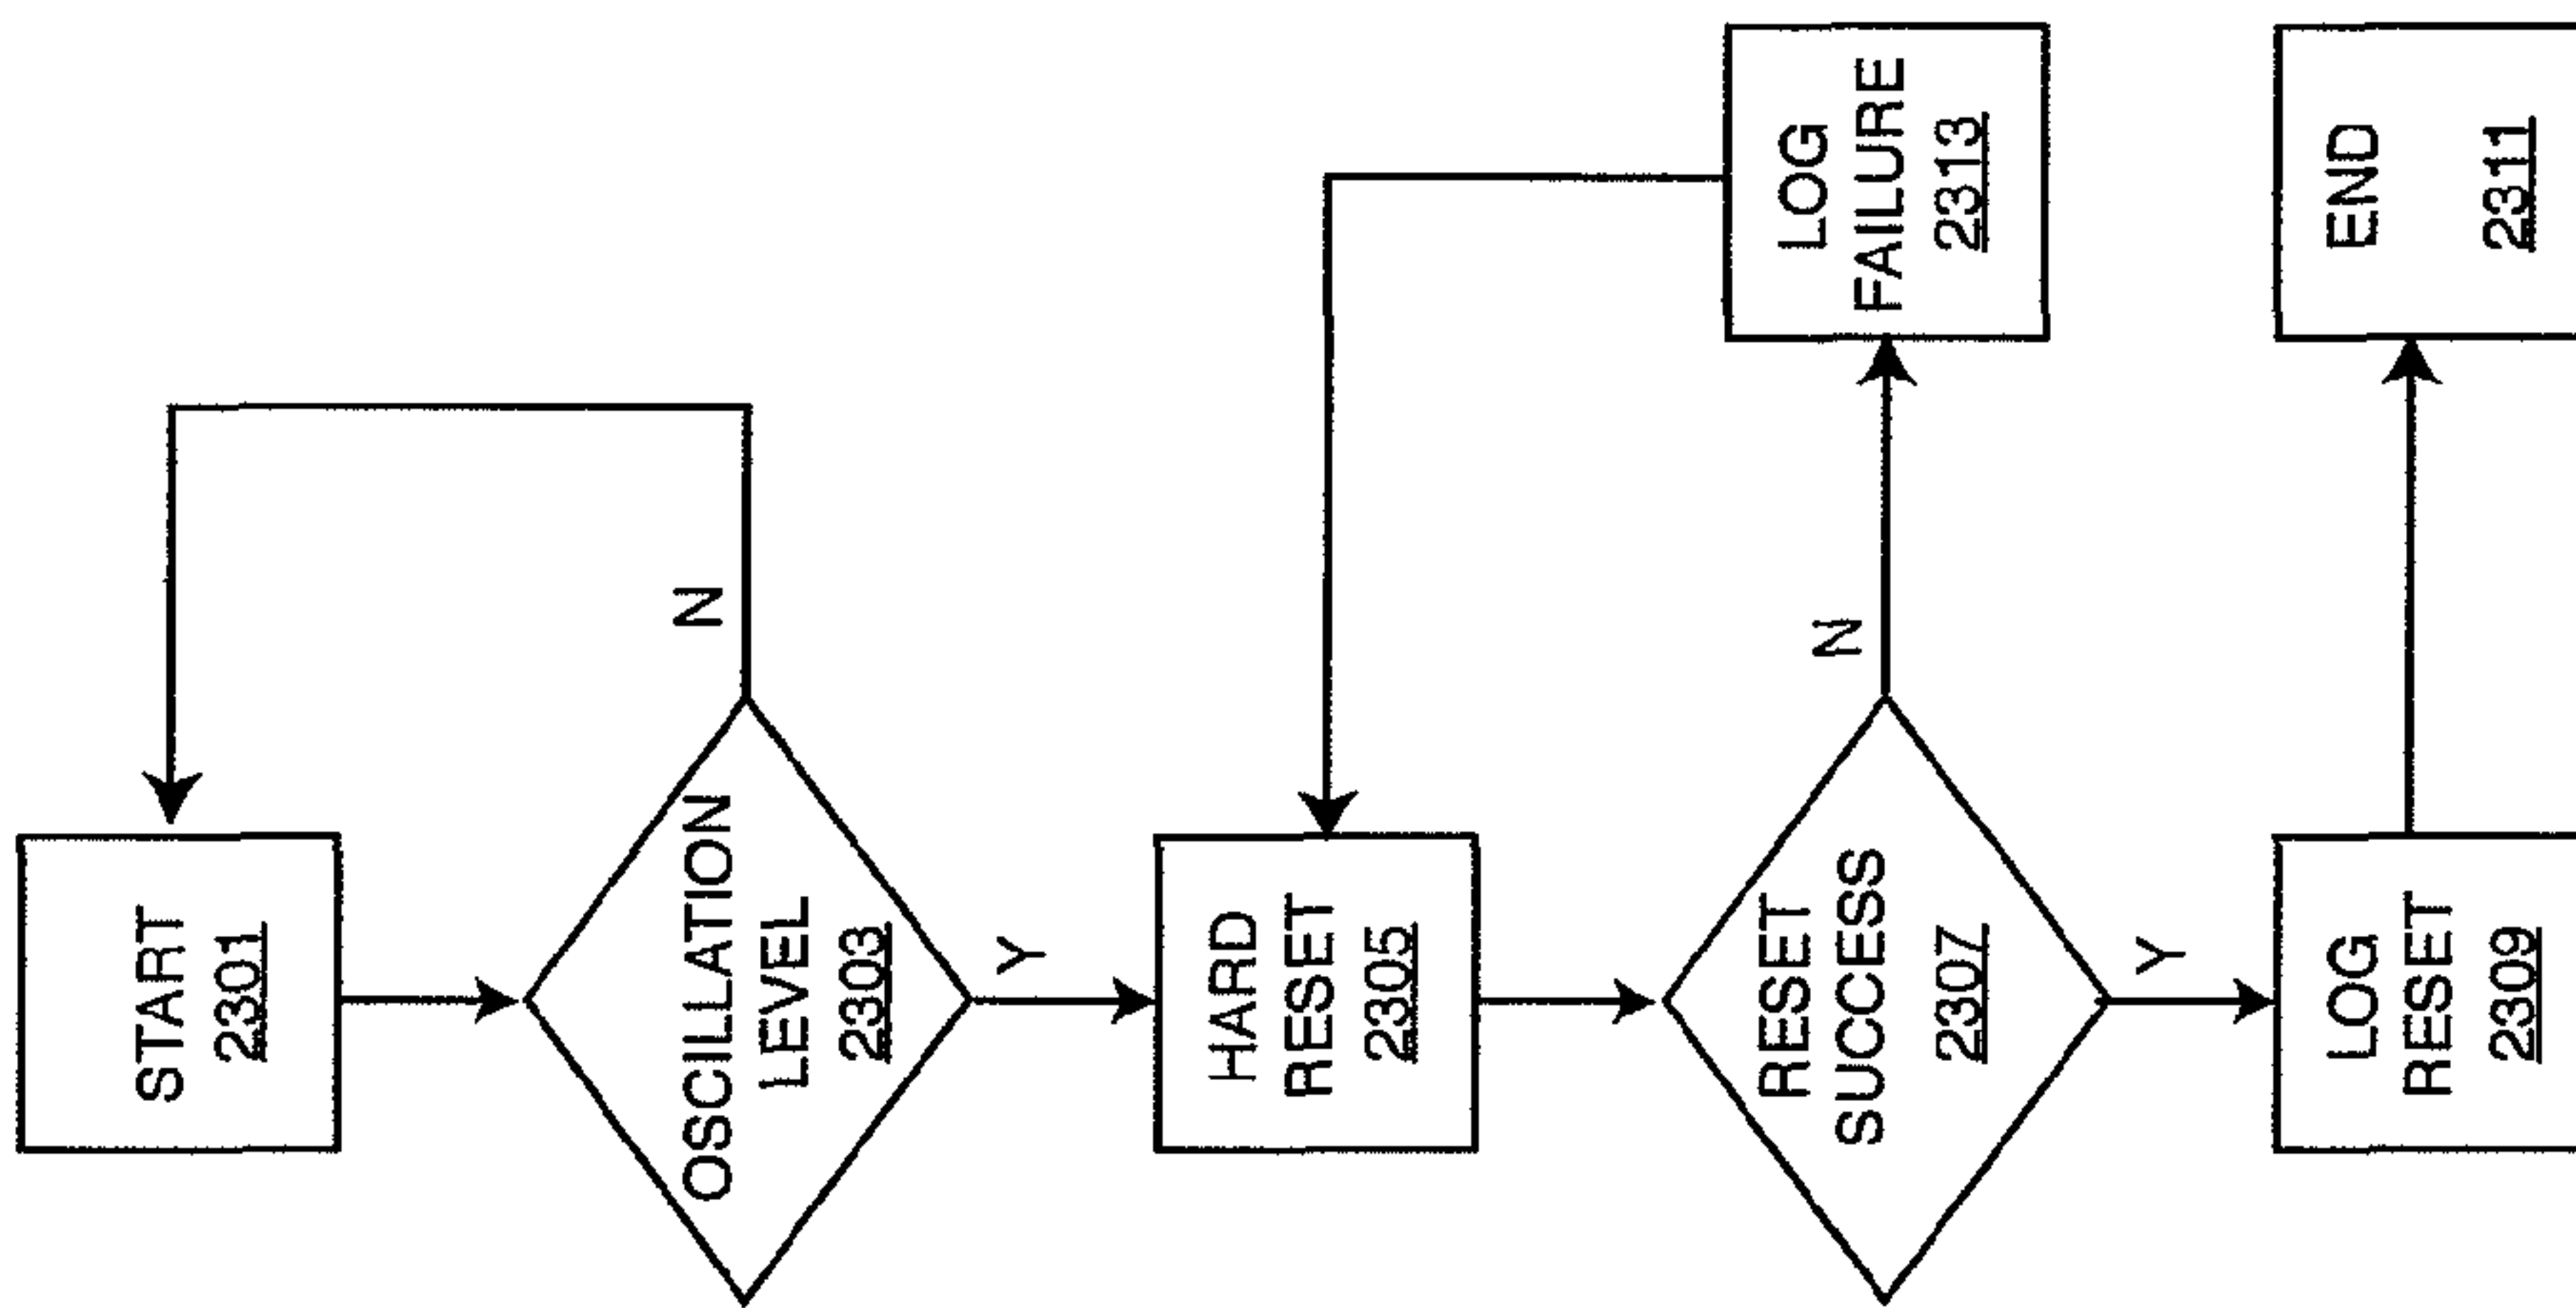 START
2301
OSCILLATION
LEVEL
2303
N
Y
HARD
RESET
2305
RESET
SUCCESS
2307
N
Y
LOG
FAILURE
2313
LOG
RESET
2309
END
2311